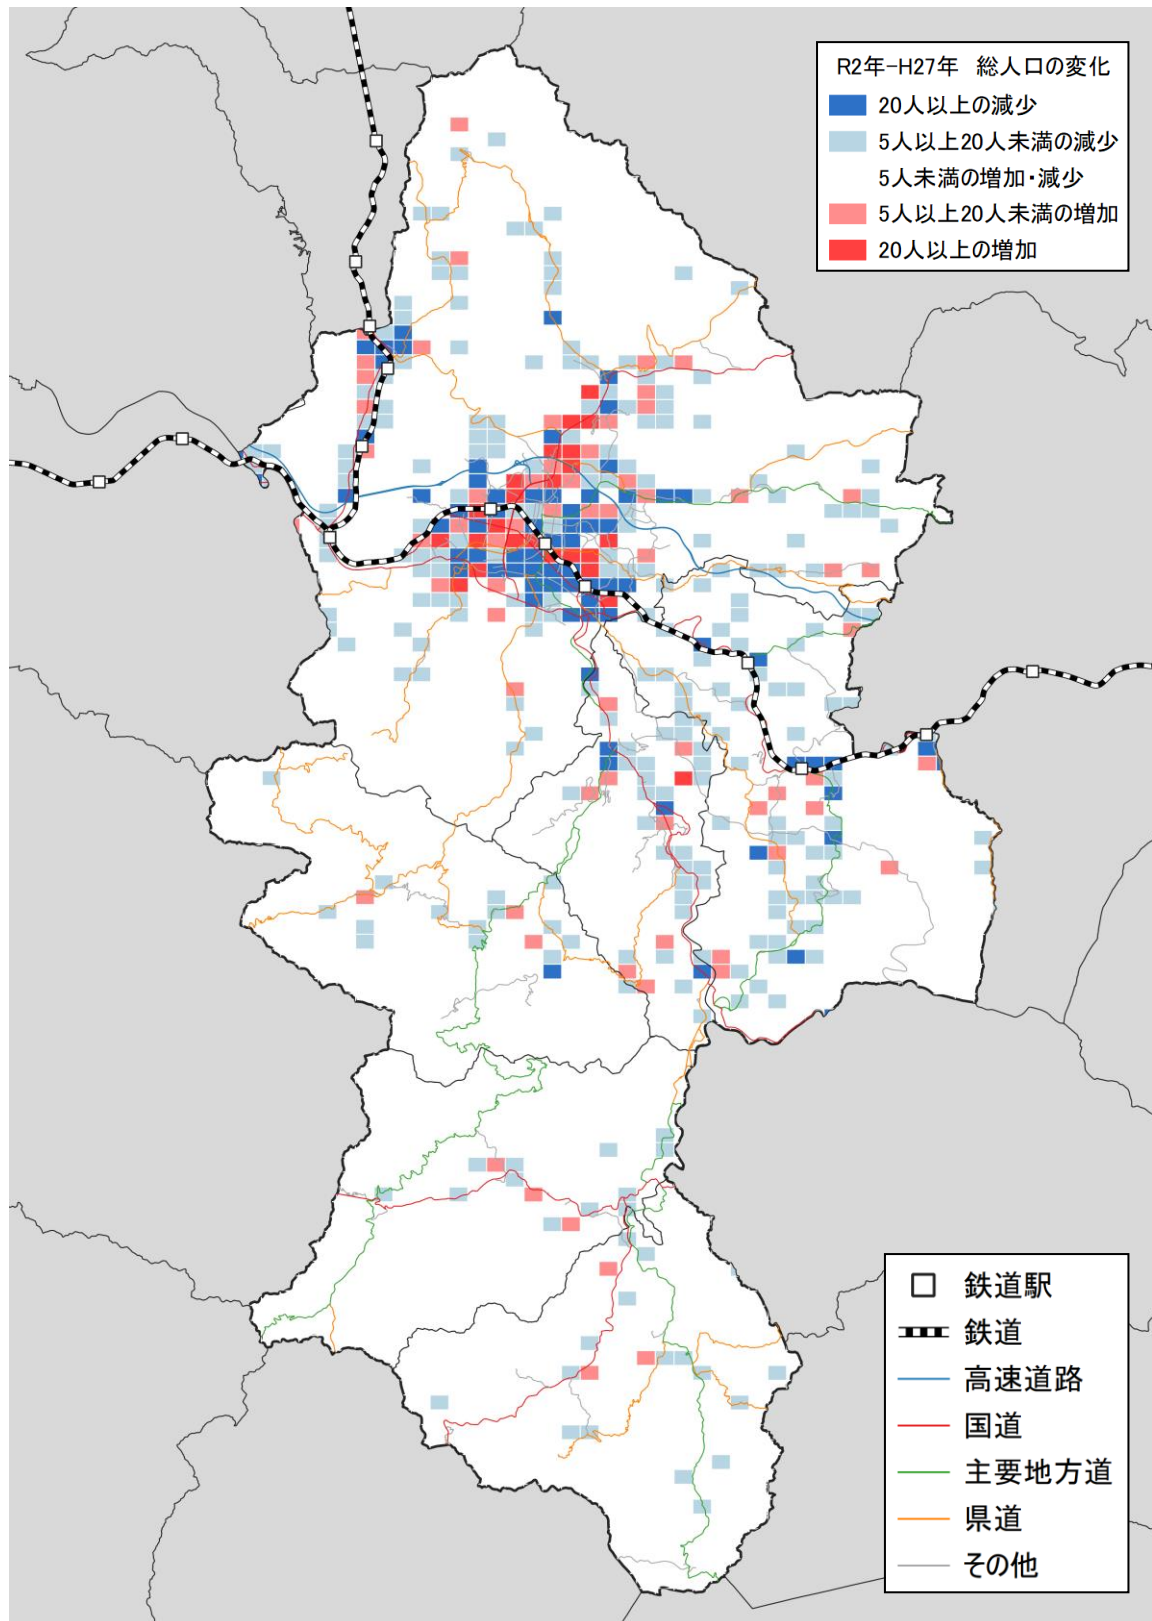 R2年-H27年 総人口の変化
20人以上の減少
5人以上20人未満の減少
5人未満の増加・減少
5人以上20人未満の増加
20人以上の増加
鉄道駅
鉄道
高速道路
国道
主要地方道
県道
その他